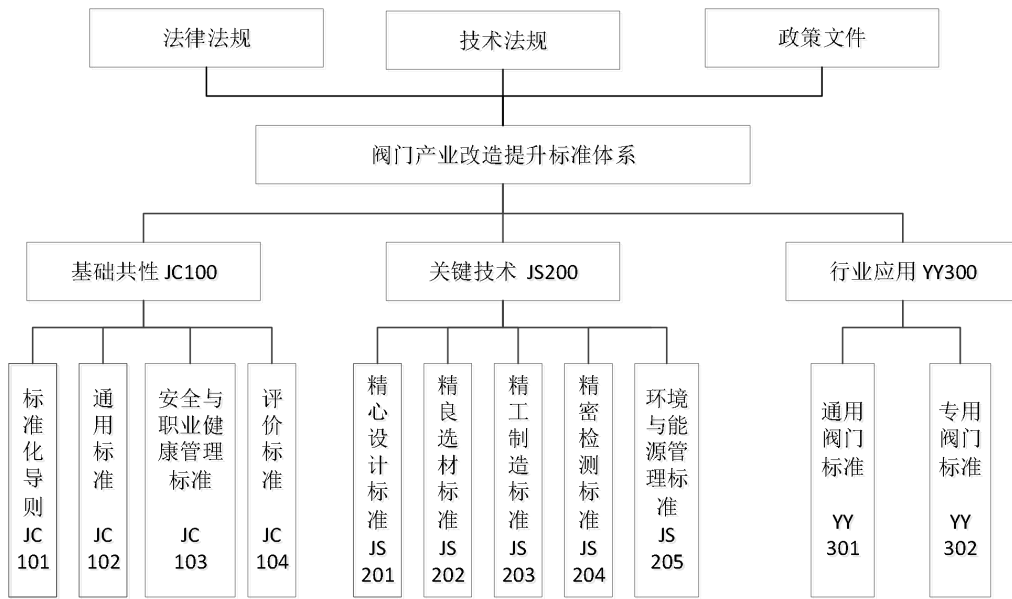 法律法规
技术法规
政策文件
阀门产业改造提升标准体系
基础共性 JC100
关键技术 JS200
行业应用 YY300
标
准
化
导
则
JC
101
通
用
标
准
JC
102
安全与
职业健
康管理
标准
JC
103
评
价
标
准
JC
104
精
心
设
计
标
准
JS
201
精
良
选
材
标
准
JS
202
精
工
制
造
标
准
JS
203
精
密
检
测
标
准
JS
204
环境
与能
源管
理标
准
JS
205
通用
阀门
标准
YY
301
专用
阀门
标准
YY
302